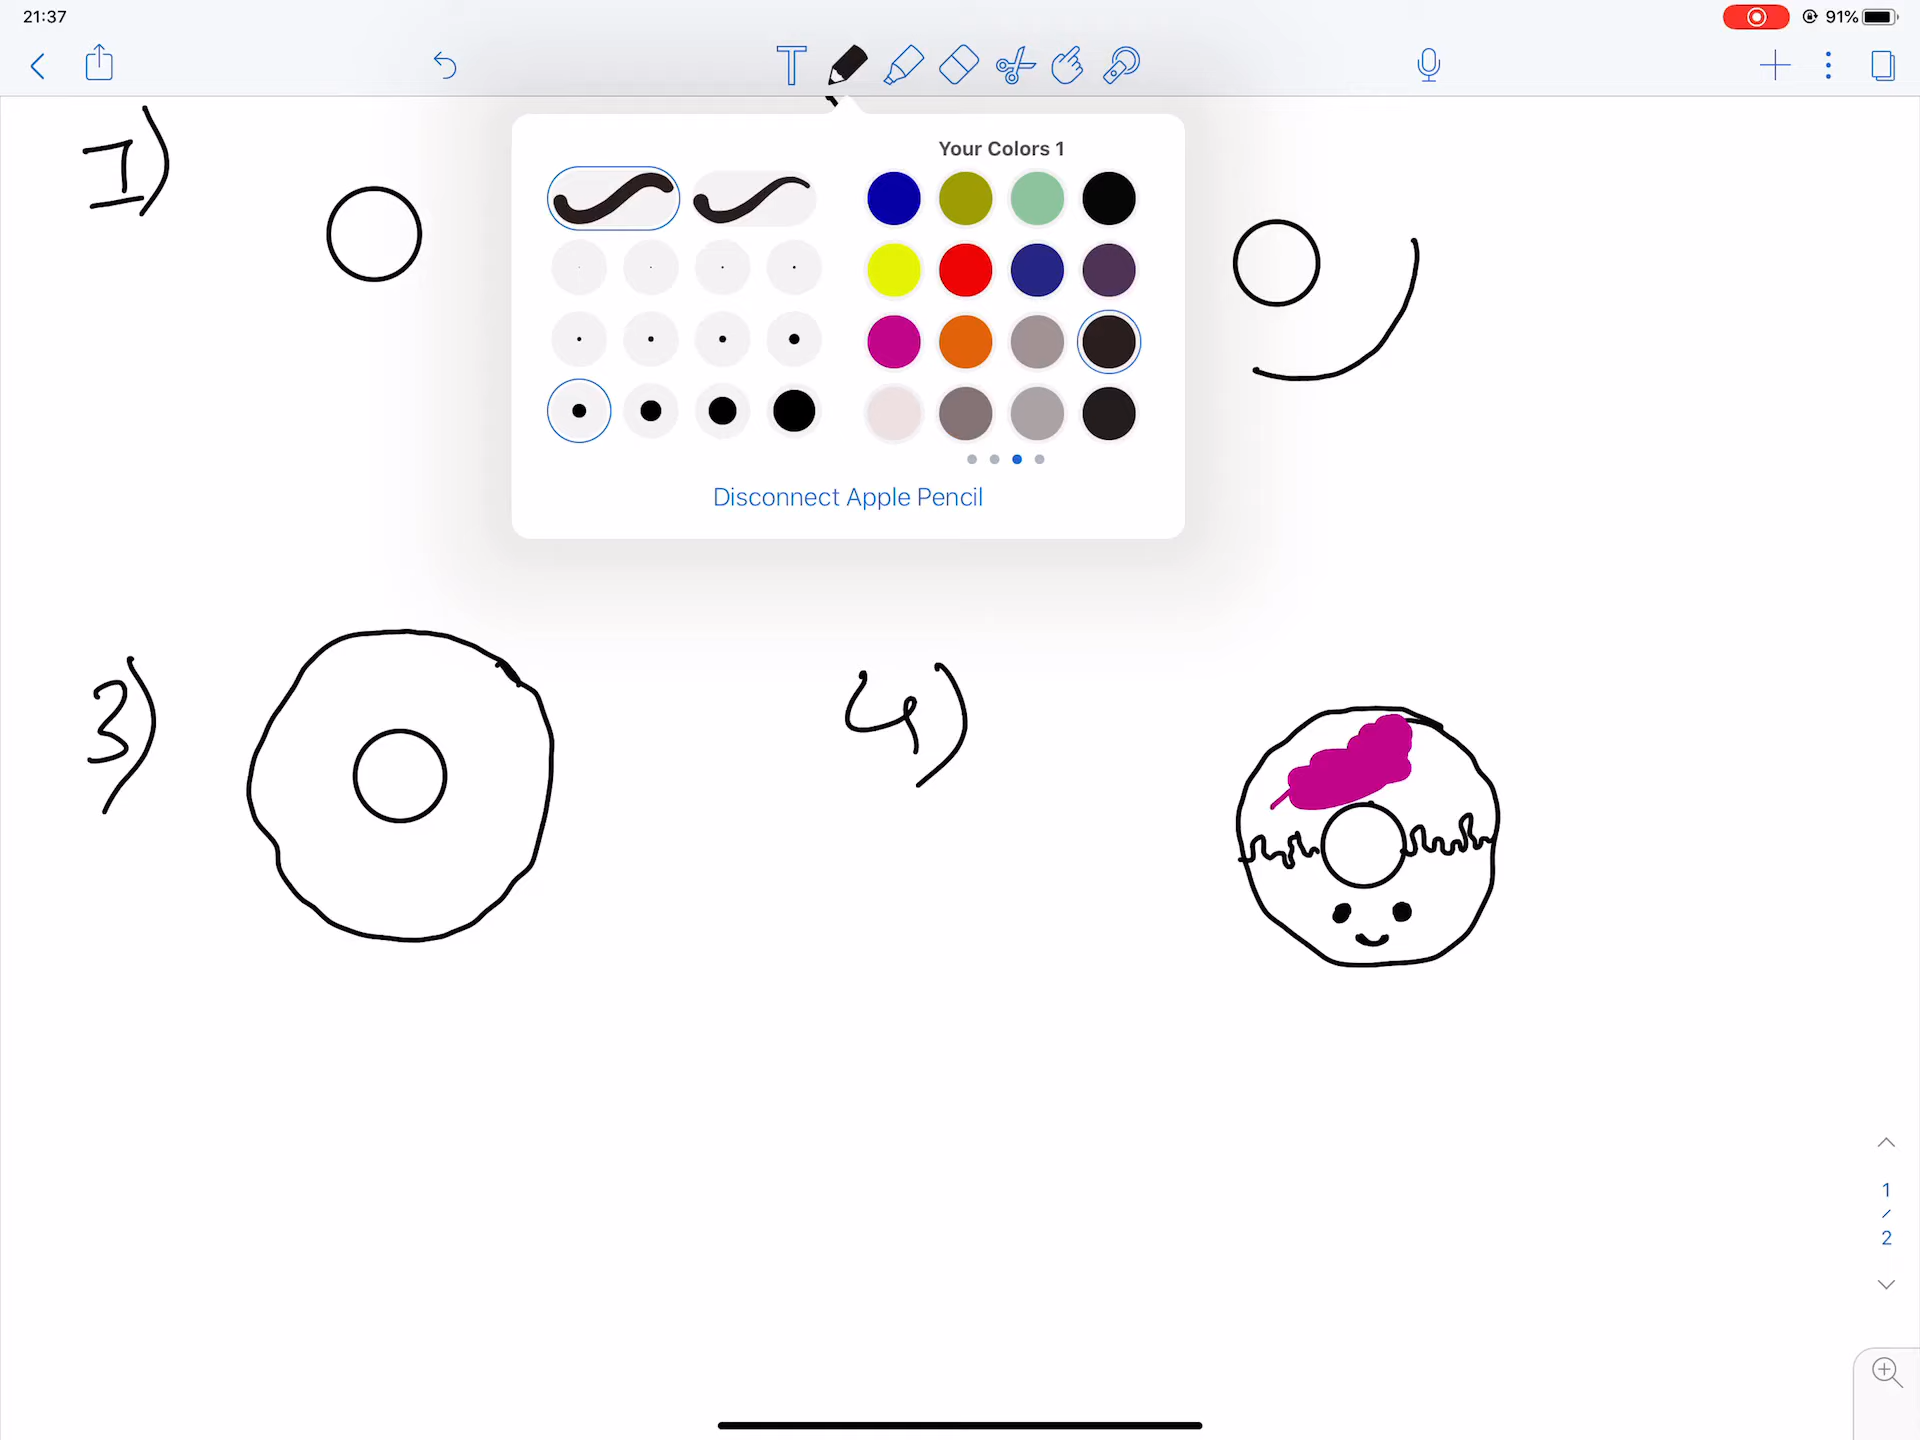 21:37
91%
T
1)
Your Colors 1
Disconnect Apple Pencil
3)
4)
1
/
2